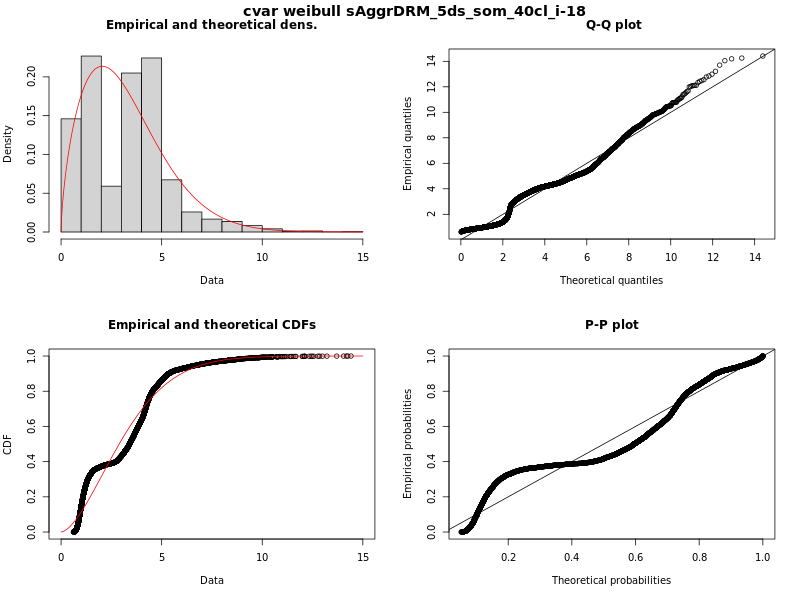 cvar weibull sAggrDRM_5ds_som_40cl_i-18
Empirical and theoretical dens.
Density
0.00 0.05 0.10 0.15 0.20
0 5 10 15
Data
Q-Q plot
Empirical quantiles
2 4 6 8 10 12 14
0 2 4 6 8 10 12 14
Theoretical quantiles
Empirical and theoretical CDFs
CDF
0.0 0.2 0.4 0.6 0.8 1.0
0 5 10 15
Data
P-P plot
Empirical probabilities
0.0 0.2 0.4 0.6 0.8 1.0
0.2 0.4 0.6 0.8 1.0
Theoretical probabilities